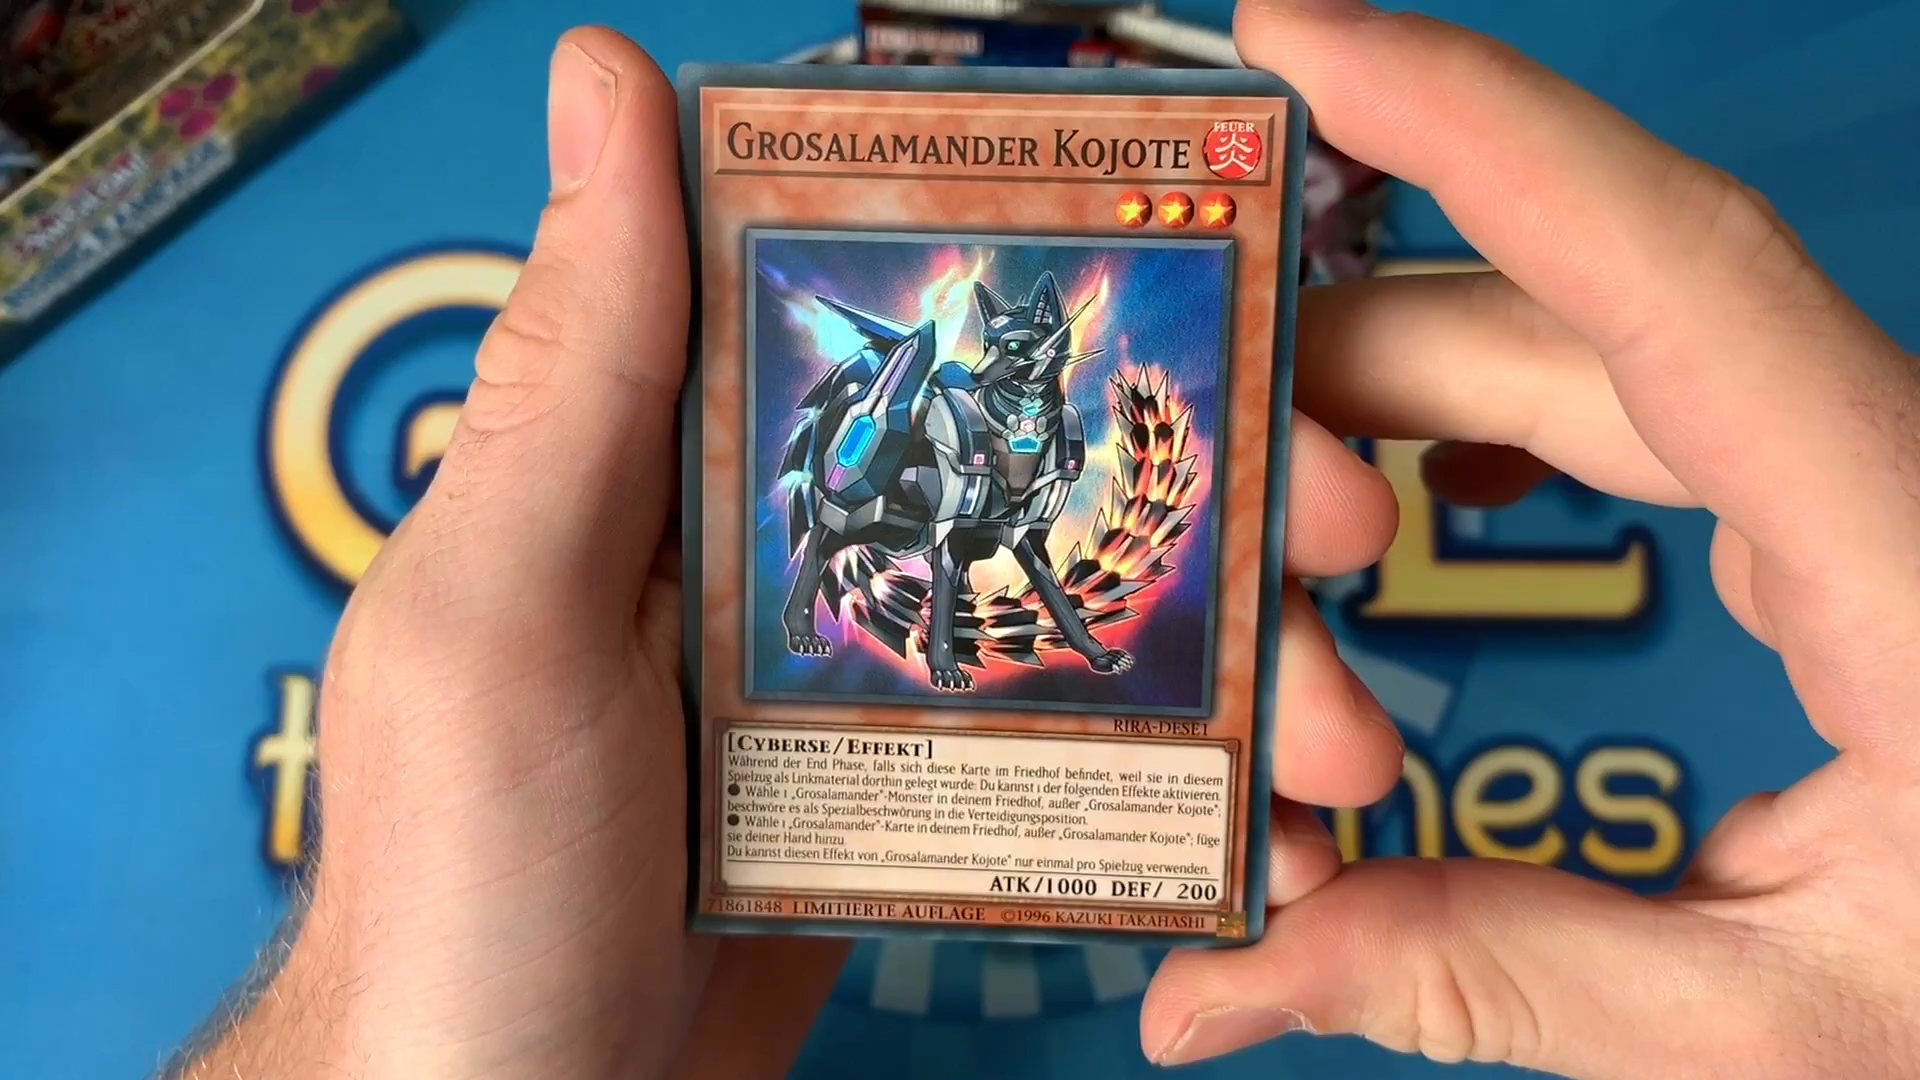 GROSALAMANDER KOJOTE
FEUER
炎
RIRA-DESE1
[CYBERSE/EFFEKT]
Während der End Phase, falls sich diese Karte im Friedhof befindet, weil sie in diesem
Spielzug als Linkmaterial dorthin gelegt wurde: Du kannst 1 der folgenden Effekte aktivieren.
● Wähle 1 „Grosalamander"-Monster in deinem Friedhof, außer „Grosalamander Kojote";
beschwöre es als Spezialbeschwörung in die Verteidigungsposition.
● Wähle 1 „Grosalamander"-Karte in deinem Friedhof, außer „Grosalamander Kojote"; füge
sie deiner Hand hinzu.
Du kannst diesen Effekt von „Grosalamander Kojote" nur einmal pro Spielzug verwenden.
ATK/1000 DEF/ 200
71861848 LIMITIERTE AUFLAGE ©1996 KAZUKI TAKAHASHI